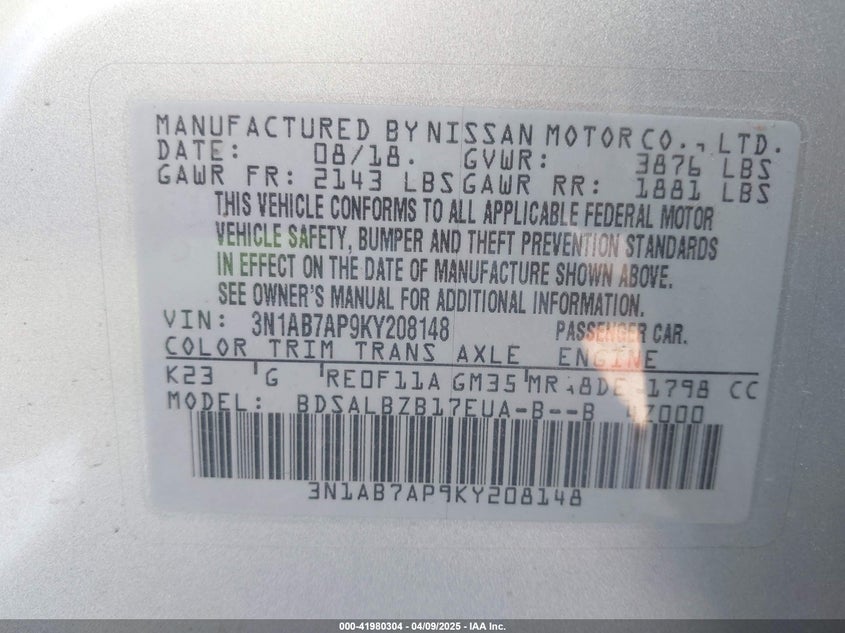 MANUFACTURED BY NISSAN MOTOR CO., LTD.
DATE: 08/18. GVWR: 3876 LBS
GAWR FR: 2143 LBS GAWR RR: 1881 LBS
THIS VEHICLE CONFORMS TO ALL APPLICABLE FEDERAL MOTOR
VEHICLE SAFETY, BUMPER AND THEFT PREVENTION STANDARDS
IN EFFECT ON THE DATE OF MANUFACTURE SHOWN ABOVE.
SEE OWNER'S MANUAL FOR ADDITIONAL INFORMATION.
VIN: 3N1AB7AP9KY208148 PASSENGER CAR.
COLOR TRIM TRANS AXLE ENGINE
K23 G RE0F11A GM35 1798 CC
MODEL: BDSALBZB17EUA-B--B
3N1AB7AP9KY208148
000-41980304 - 04/09/2025 - IAA Inc.